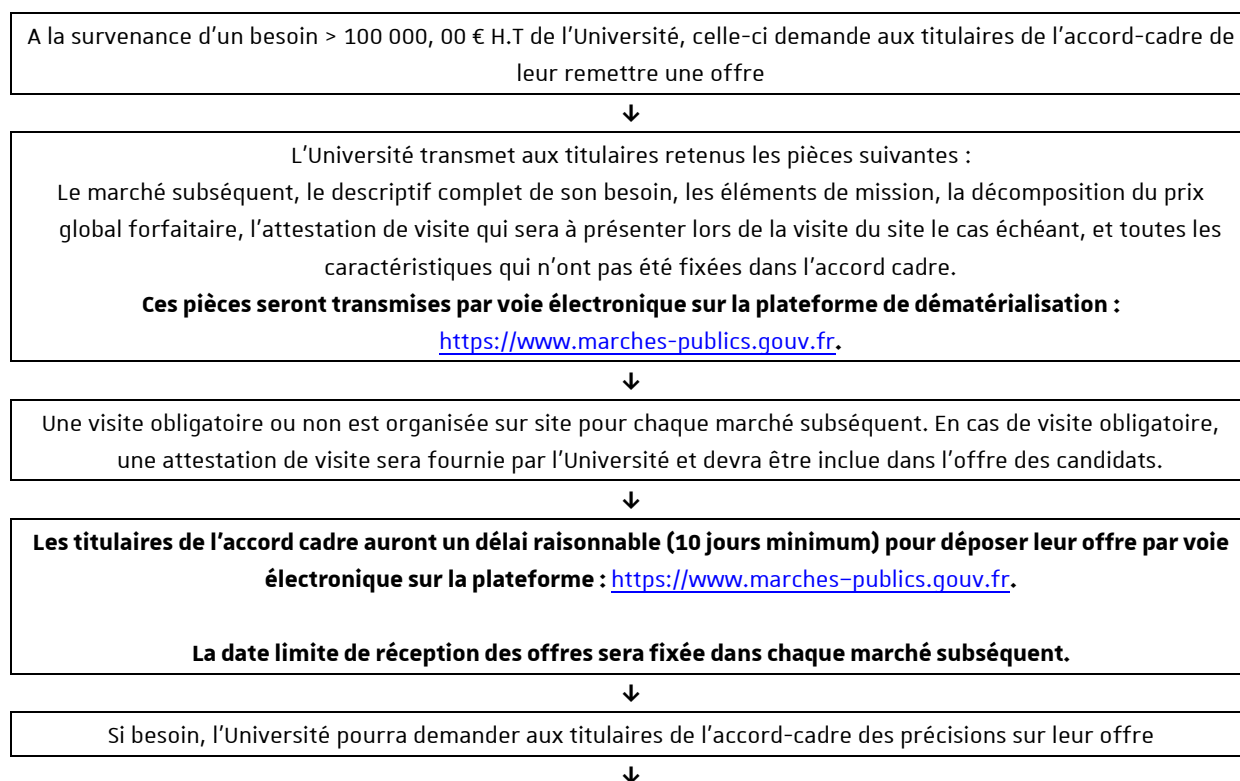 A la survenance d'un besoin > 100 000, 00 € H.T de l'Université, celle-ci demande aux titulaires de l'accord-cadre de
leur remettre une offre
↓
L'Université transmet aux titulaires retenus les pièces suivantes :
Le marché subséquent, le descriptif complet de son besoin, les éléments de mission, la décomposition du prix
global forfaitaire, l'attestation de visite qui sera à présenter lors de la visite du site le cas échéant, et toutes les
caractéristiques qui n'ont pas été fixées dans l'accord cadre.
Ces pièces seront transmises par voie électronique sur la plateforme de dématérialisation :
https://www.marches-publics.gouv.fr.
↓
Une visite obligatoire ou non est organisée sur site pour chaque marché subséquent. En cas de visite obligatoire,
une attestation de visite sera fournie par l'Université et devra être inclue dans l'offre des candidats.
↓
Les titulaires de l'accord cadre auront un délai raisonnable (10 jours minimum) pour déposer leur offre par voie
électronique sur la plateforme : https://www.marches-publics.gouv.fr.
La date limite de réception des offres sera fixée dans chaque marché subséquent.
↓
Si besoin, l'Université pourra demander aux titulaires de l'accord-cadre des précisions sur leur offre
↓